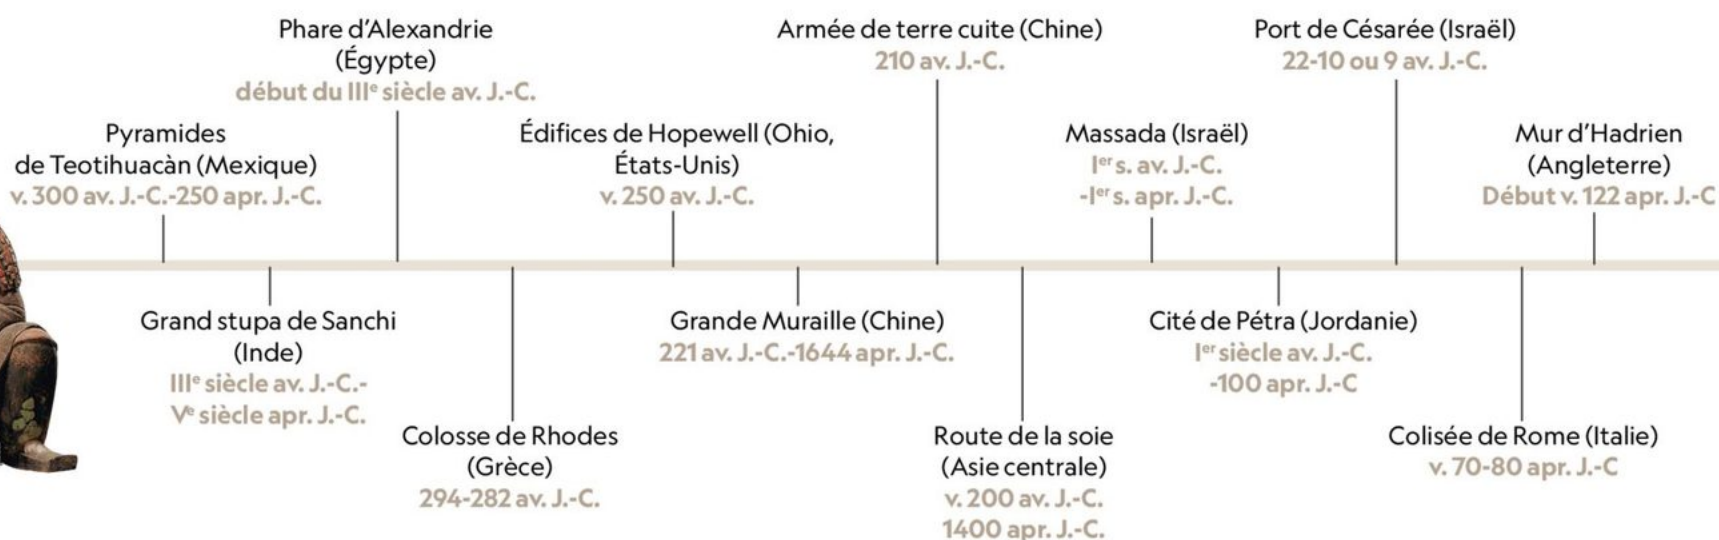 Phare d’Alexandrie
(Égypte)
début du IIIe siècle av. J.-C.
Armée de terre cuite (Chine)
210 av. J.-C.
Port de Césarée (Israël)
22-10 ou 9 av. J.-C.
Pyramides
de Teotihuacàn (Mexique)
v. 300 av. J.-C.-250 apr. J.-C.
Édifices de Hopewell (Ohio,
États-Unis)
v. 250 av. J.-C.
Massada (Israël)
Ier s. av. J.-C.
-Ier s. apr. J.-C.
Mur d’Hadrien
(Angleterre)
Début v. 122 apr. J.-C
Grand stupa de Sanchi
(Inde)
IIIe siècle av. J.-C.-
Ve siècle apr. J.-C.
Grande Muraille (Chine)
221 av. J.-C.-1644 apr. J.-C.
Cité de Pétra (Jordanie)
Ier siècle av. J.-C.
-100 apr. J.-C
Colosse de Rhodes
(Grèce)
294-282 av. J.-C.
Route de la soie
(Asie centrale)
v. 200 av. J.-C.
1400 apr. J.-C.
Colisée de Rome (Italie)
v. 70-80 apr. J.-C